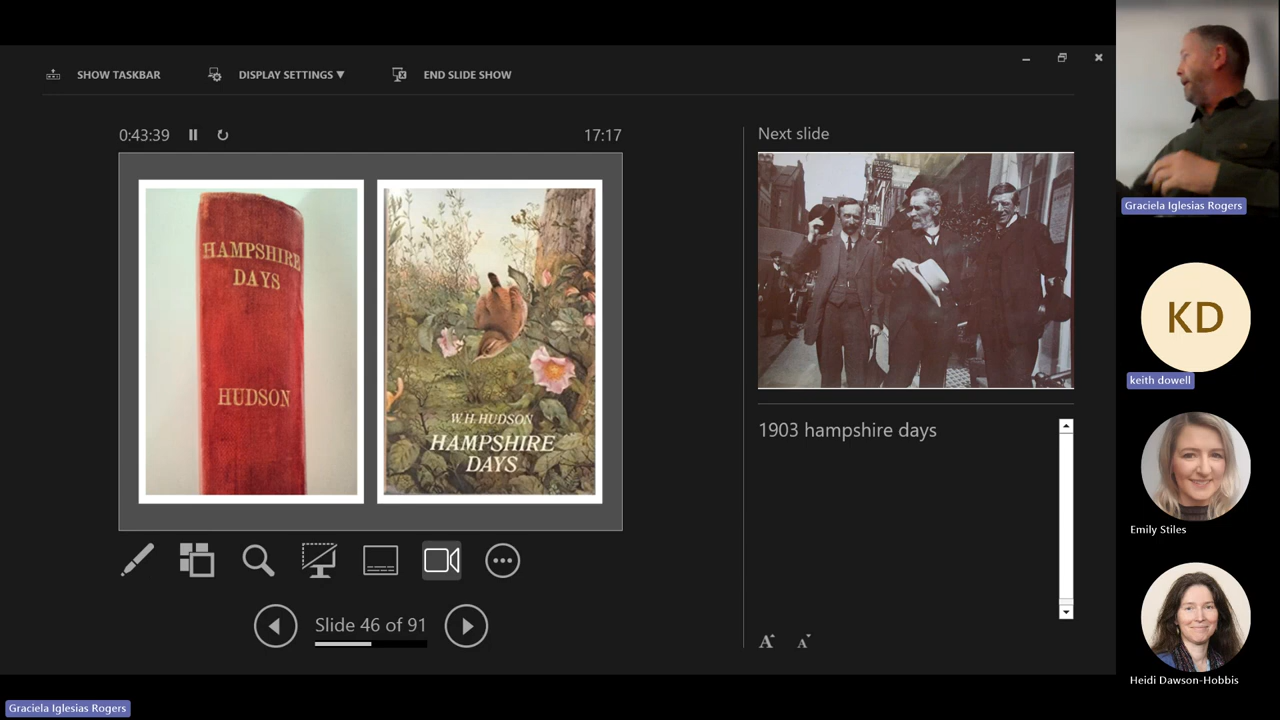 SHOW TASKBAR
DISPLAY SETTINGS ▼
END SLIDE SHOW
0:43:39
17:17
HAMPSHIRE
DAYS
HUDSON
W.H. HUDSON
HAMPSHIRE
DAYS
Slide 46 of 91
Next slide
1903 hampshire days
A
A
Graciela Iglesias Rogers
KD
keith dowell
Emily Stiles
Heidi Dawson-Hobbis
Graciela Iglesias Rogers